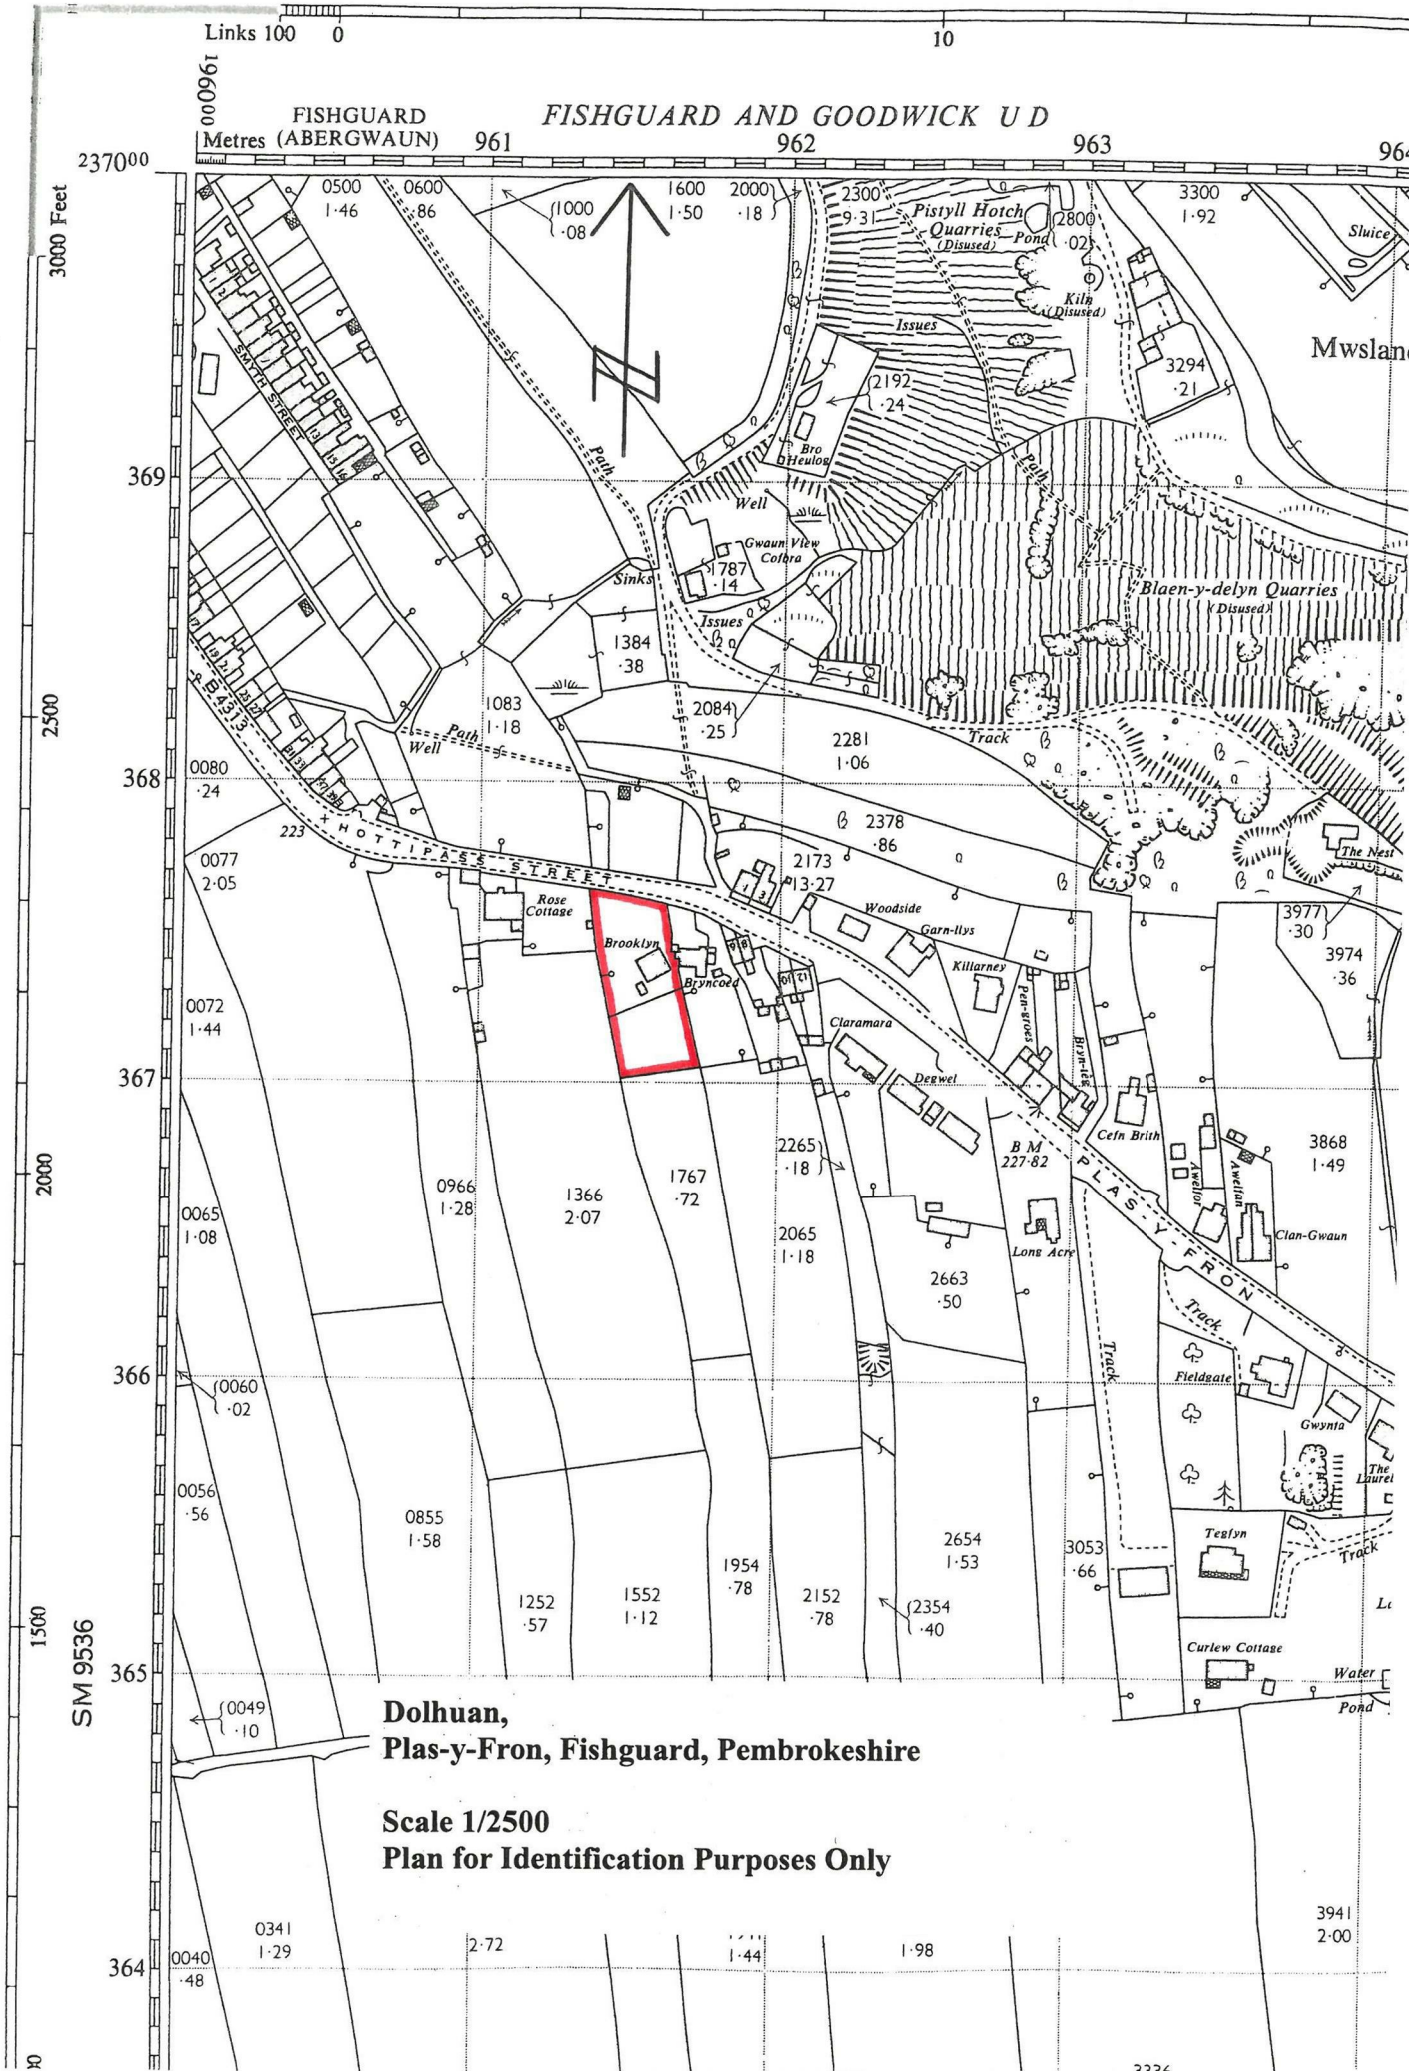 Links 100 0 10
19600
FISHGUARD
(ABERGWAUN)
FISHGUARD AND GOODWICK U D
Metres 961 962 963
23700
3000 Feet
0500
1·46
0600
·86
1000
·08
1600
1·50
2000
·18
2300
9·31
Pistyll Hotch
Quarries
(Disused)
Pond
2800
·02
3300
1·92
Sluice
Kiln
(Disused)
Issues
SMYTH STREET
2192
·24
3294
·21
Bro
Heulog
Path
Path
369
Well
Gwaun View
Colbra
1787
·14
Sinks
Issues
Blaen-y-delyn Quarries
(Disused)
1384
·38
B 4313
1083
1·18
2084
·25
2500
Path
Well
Track
2281
1·06
368
0080
·24
223
HOTTIPASS STREET
2378
·86
The Nest
0077
2·05
2173
13·27
Rose
Cottage
Woodside
Garn-llys
3977
·30
3974
·36
Brooklyn
Bryncoed
Killarney
Pen-groes
0072
1·44
Claramara
Degwel
Bryn-teg
367
Cefn Brith
2265
·18
B M
227·82
3868
1·49
2000
PLAS-Y-FRON
0966
1·28
1366
2·07
1767
·72
Awelfor
Awelfan
0065
1·08
2065
1·18
Long Acre
Clan-Gwaun
2663
·50
Track
Track
366
0060
·02
Fieldgate
Gwynta
0056
·56
The
0855
1·58
1954
·78
2654
1·53
3053
·66
Tegfyn
Track
1252
·57
1552
1·12
2152
·78
2354
·40
1500
SM 9536
Curlew Cottage
365
Water
Pond
0049
·10
Dolhuan,
Plas-y-Fron, Fishguard, Pembrokeshire
Scale 1/2500
Plan for Identification Purposes Only
0341
1·29
2·72
1·44
1·98
3941
2·00
364
0040
·48